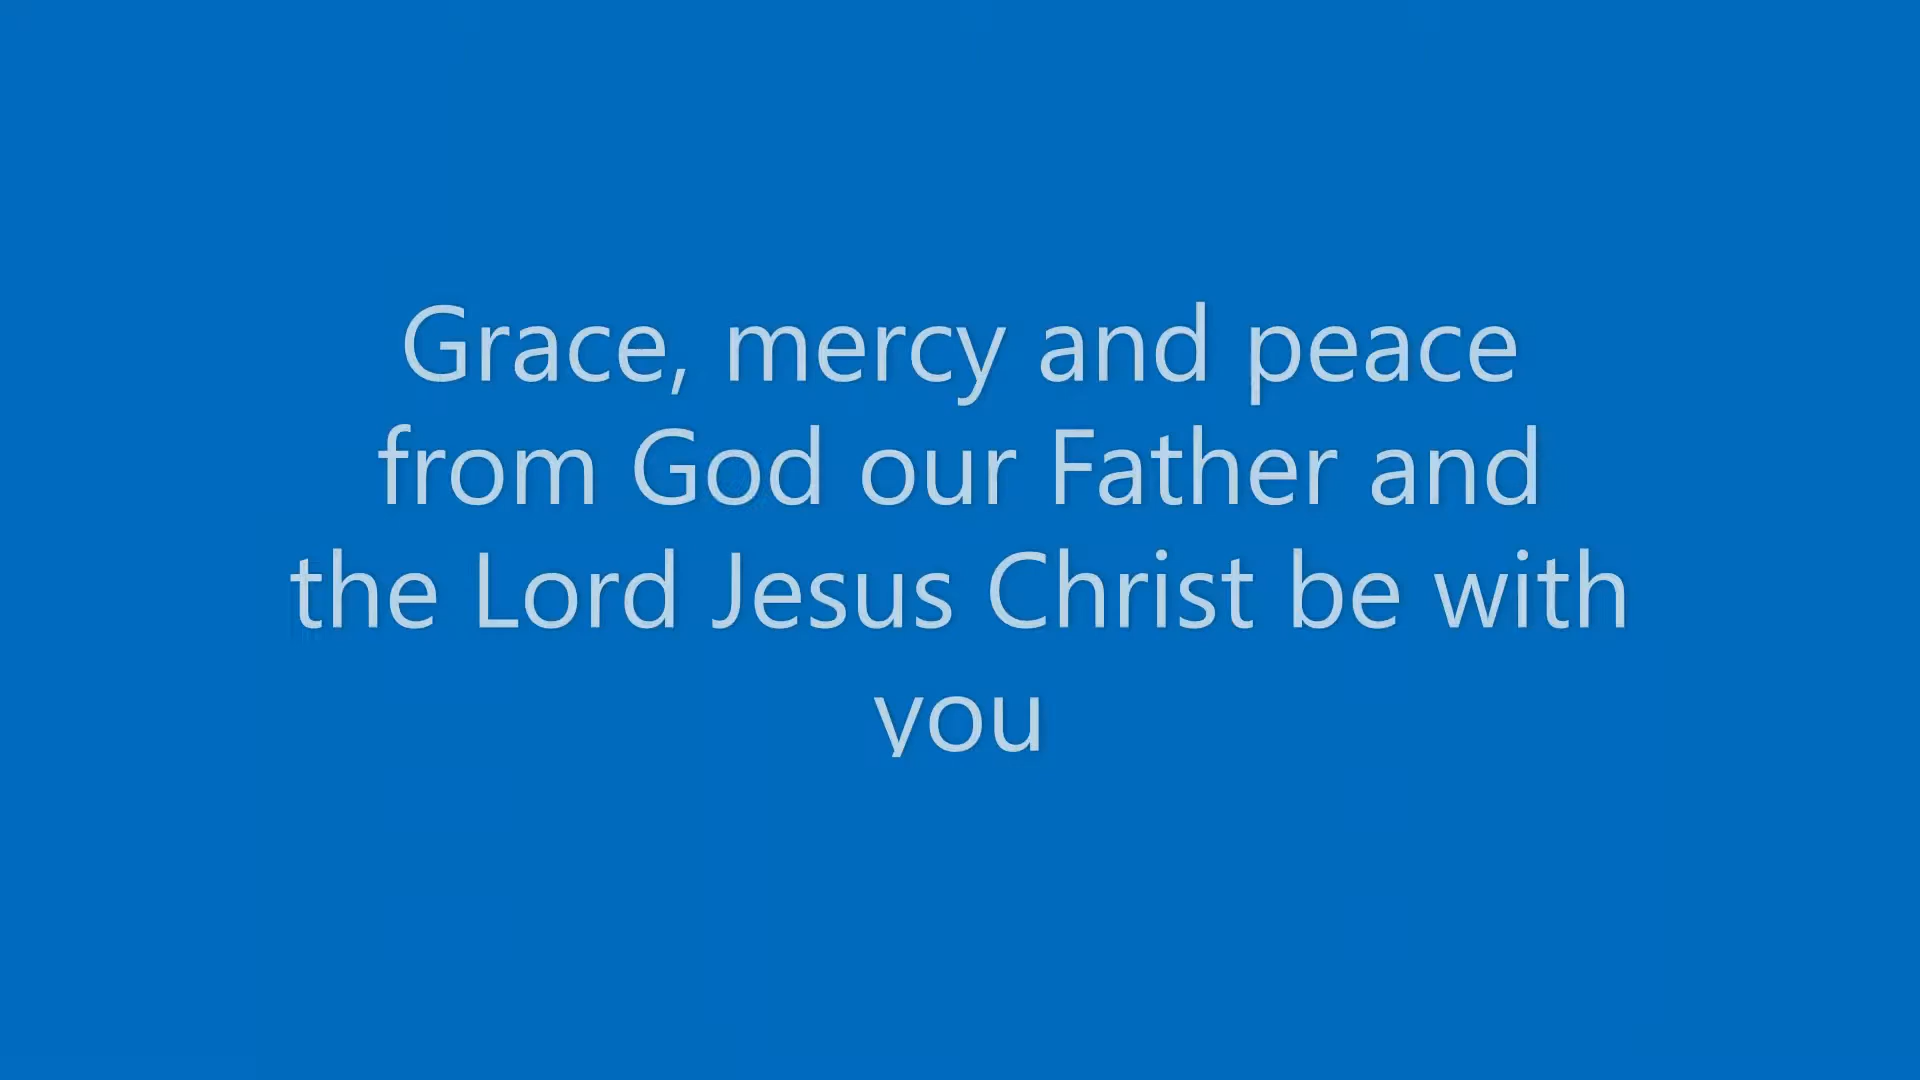 Grace, mercy and peace
from God our Father and
the Lord Jesus Christ be with
you